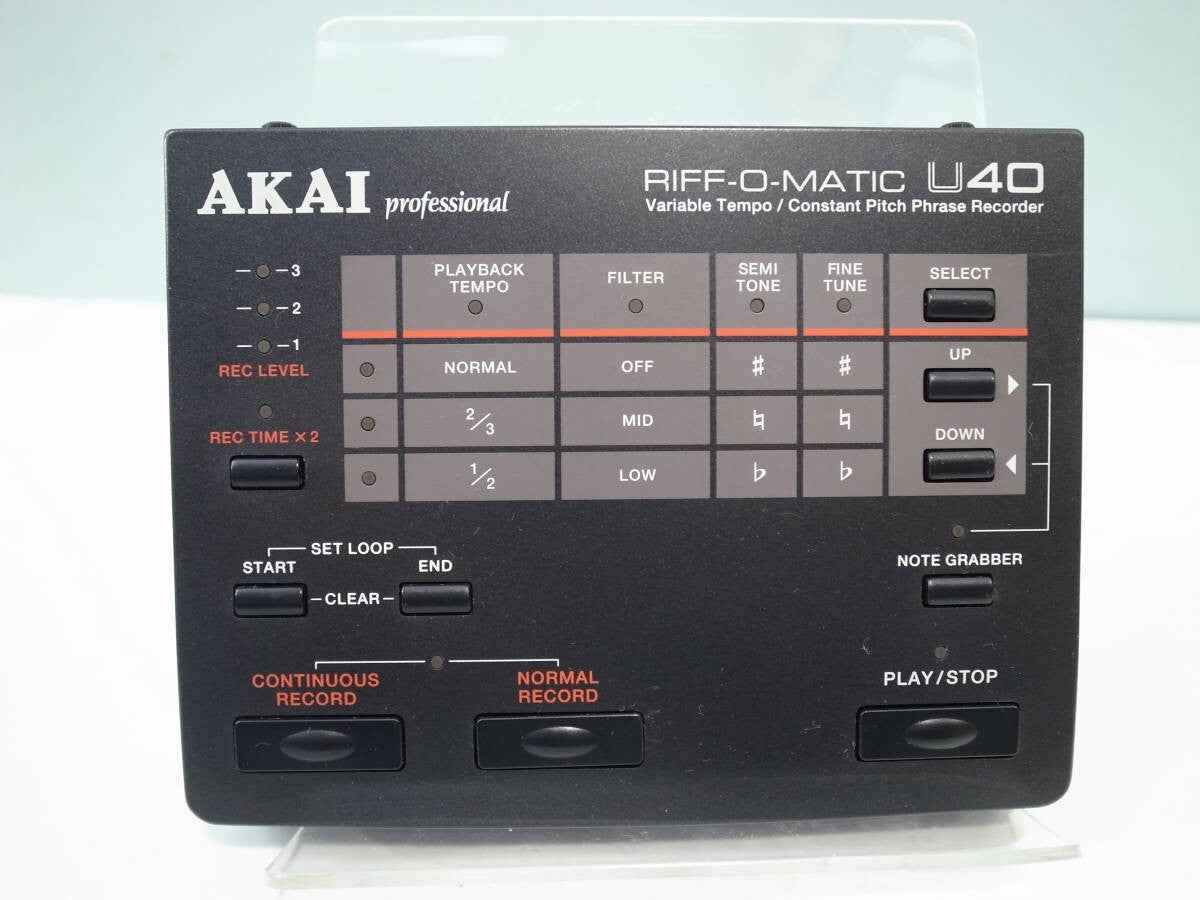 AKAI professional
RIFF-O-MATIC U40
Variable Tempo / Constant Pitch Phrase Recorder
3
2
1
REC LEVEL
REC TIME × 2
PLAYBACK
TEMPO
FILTER
SEMI
TONE
FINE
TUNE
SELECT
NORMAL OFF ♯ ♯
UP
2/3 MID ♮ ♮
DOWN
1/2 LOW ♭ ♭
SET LOOP
START END
CLEAR
NOTE GRABBER
CONTINUOUS
RECORD
NORMAL
RECORD
PLAY/STOP